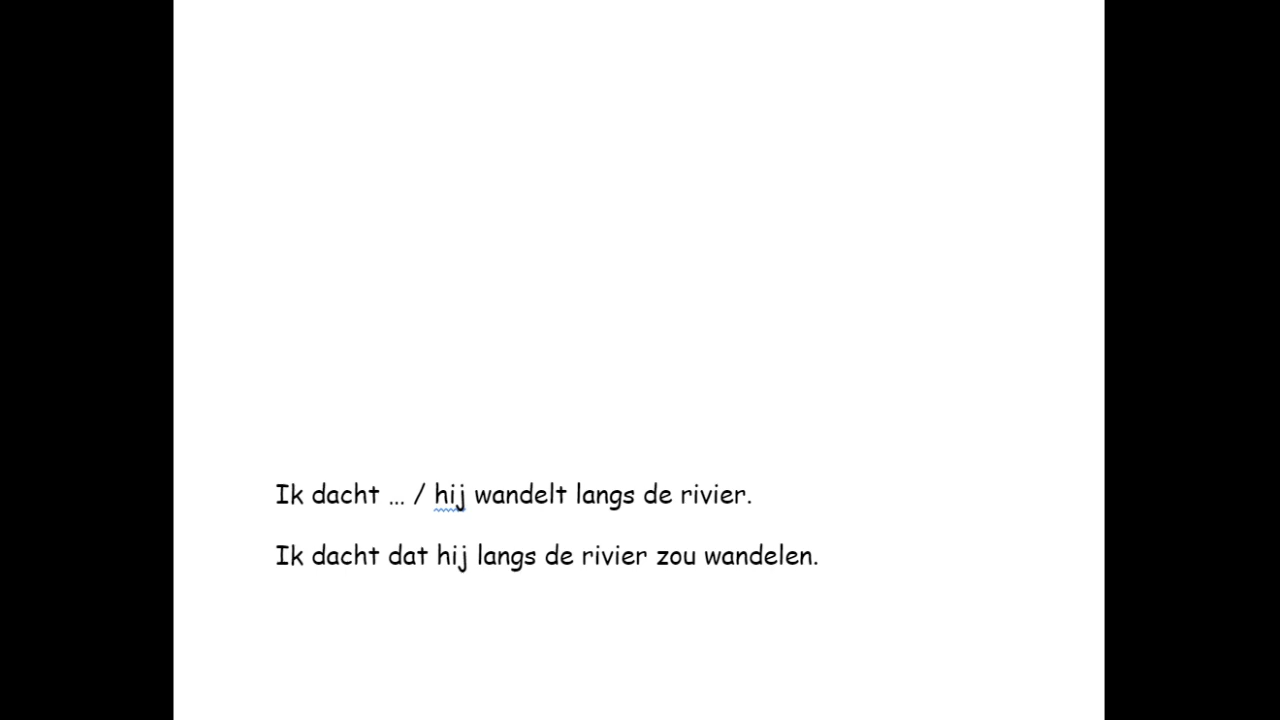 Ik dacht ... / hij wandelt langs de rivier.
Ik dacht dat hij langs de rivier zou wandelen.